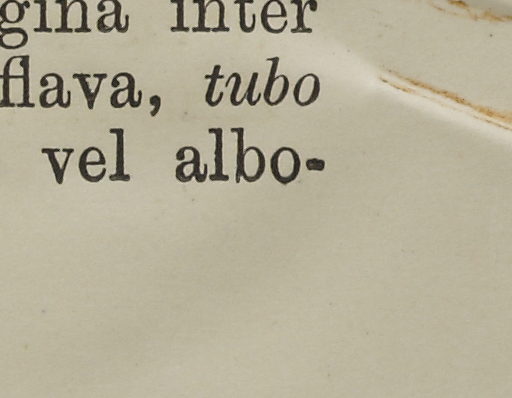 gina inter
flava, tubo
vel albo-